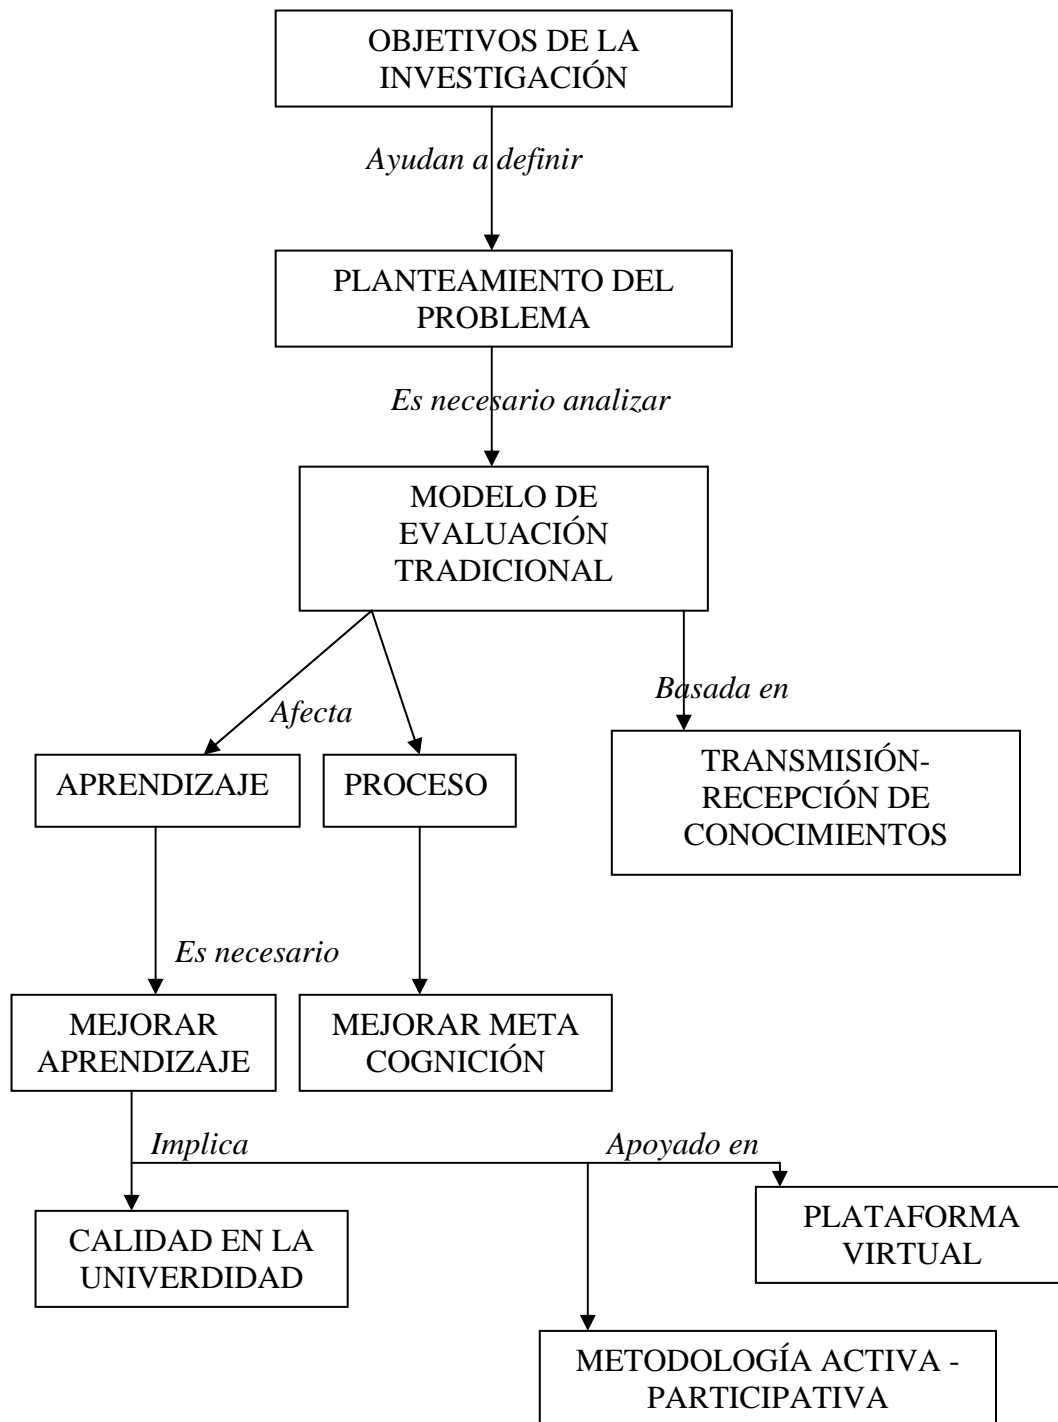 OBJETIVOS DE LA
INVESTIGACIÓN
Ayudan a definir
PLANTEAMIENTO DEL
PROBLEMA
Es necesario analizar
MODELO DE
EVALUACIÓN
TRADICIONAL
Afecta
Basada en
APRENDIZAJE
PROCESO
TRANSMISIÓN-
RECEPCIÓN DE
CONOCIMIENTOS
Es necesario
MEJORAR
APRENDIZAJE
MEJORAR META
COGNICIÓN
Implica
Apoyado en
CALIDAD EN LA
UNIVERDIDAD
PLATAFORMA
VIRTUAL
METODOLOGÍA ACTIVA -
PARTICIPATIVA